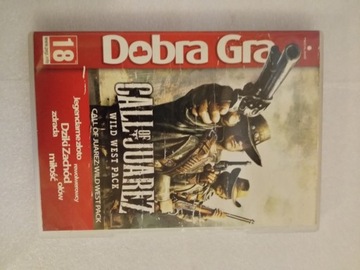 Dobra Gra
18
CALL
OF
JUAREZ
WILD WEST PACK
CALL OF JUAREZ: WILD WEST PACK
legendarne złoto
rewolwerowcy
Dziki Zachód
zdrada
miłość
ołów